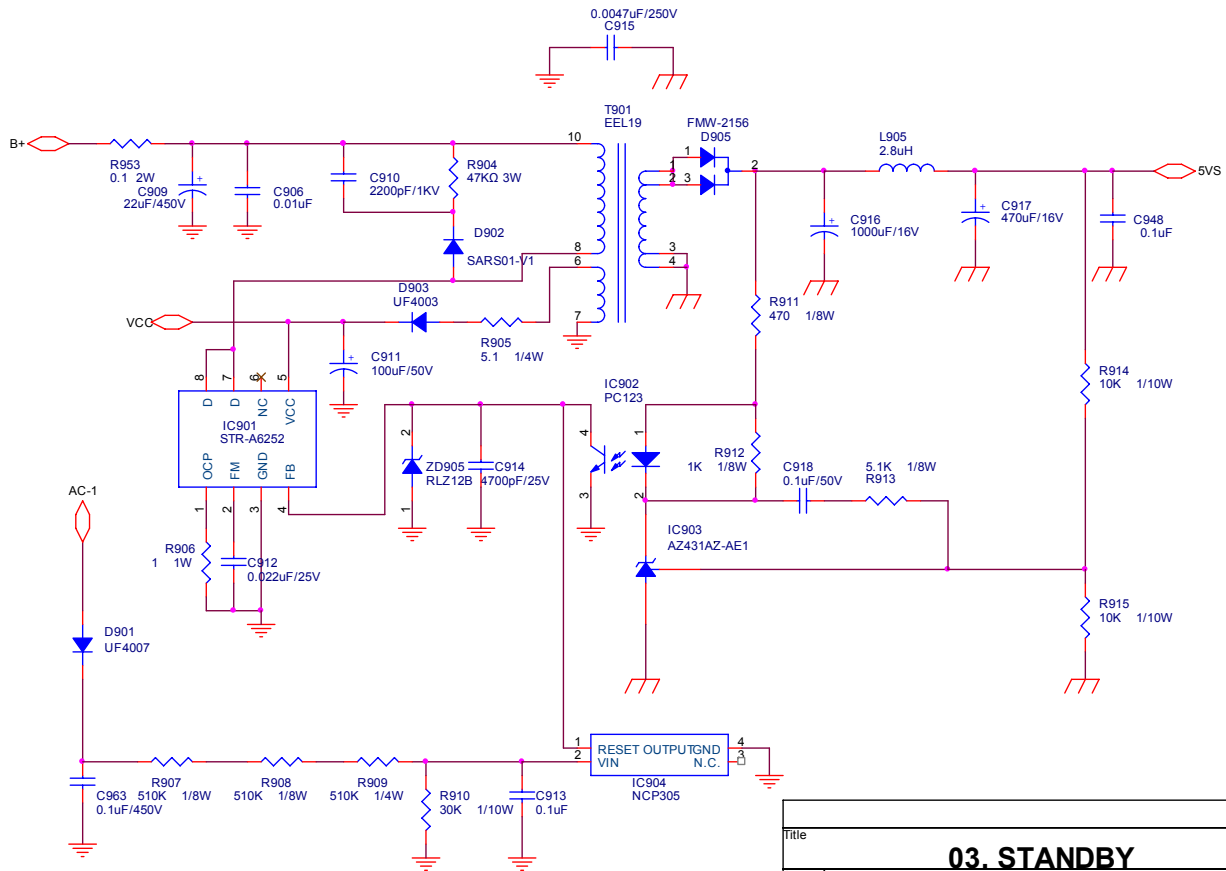 0.0047uF/250V
C915
T901
EEL19
FMW-2156
D905
L905
2.8uH
B+
R953
0.1 2W
C909
22uF/450V
C906
0.01uF
C910
2200pF/1KV
R904
47KΩ 3W
10
1
2
1
3
2
5VS
C916
1000uF/16V
C917
470uF/16V
C948
0.1uF
D902
SARS01-V1
8
6
7
3
4
D903
UF4003
VCC
R905
5.1 1/4W
C911
100uF/50V
R911
470 1/8W
R914
10K 1/10W
8
7
6
5
D
D
NC
VCC
IC901
STR-A6252
OCP
FM
GND
FB
1
2
3
4
IC902
PC123
4
3
1
2
2
1
ZD905
RLZ12B
C914
4700pF/25V
R912
1K 1/8W
C918
0.1uF/50V
5.1K 1/8W
R913
AC-1
R906
1 1W
C912
0.022uF/25V
IC903
AZ431AZ-AE1
R915
10K 1/10W
D901
UF4007
1
2
RESET OUTPUT
VIN
GND
N.C.
4
3
IC904
NCP305
C963
0.1uF/450V
R907
510K 1/8W
R908
510K 1/8W
R909
510K 1/4W
R910
30K 1/10W
C913
0.1uF
Title
03. STANDBY